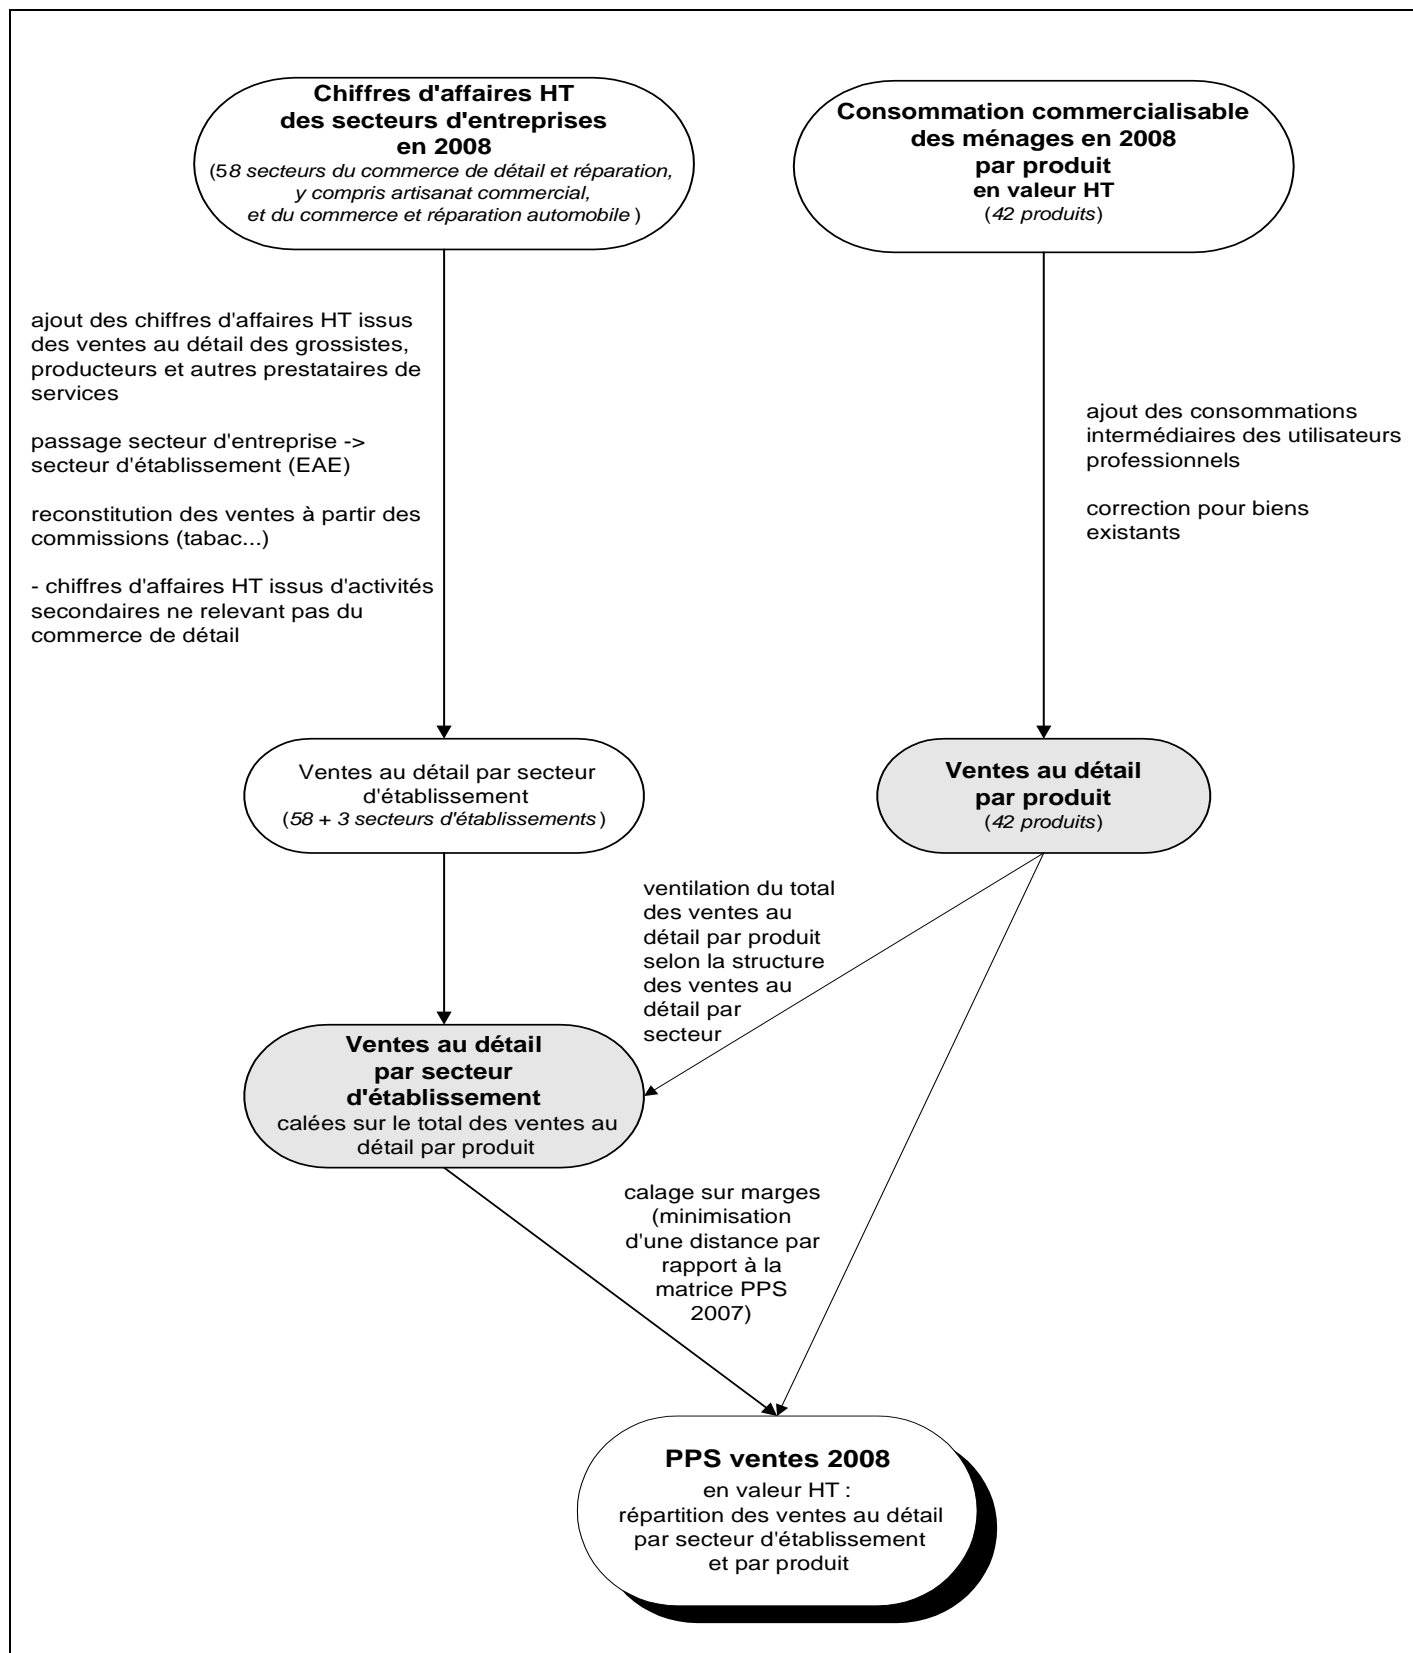 Chiffres d'affaires HT
des secteurs d'entreprises
en 2008
(58 secteurs du commerce de détail et réparation,
y compris artisanat commercial,
et du commerce et réparation automobile)
Consommation commercialisable
des ménages en 2008
par produit
en valeur HT
(42 produits)
ajout des chiffres d'affaires HT issus
des ventes au détail des grossistes,
producteurs et autres prestataires de
services
passage secteur d'entreprise ->
secteur d'établissement (EAE)
reconstitution des ventes à partir des
commissions (tabac...)
- chiffres d'affaires HT issus d'activités
secondaires ne relevant pas du
commerce de détail
ajout des consommations
intermédiaires des utilisateurs
professionnels
correction pour biens
existants
Ventes au détail par secteur
d'établissement
(58 + 3 secteurs d'établissements)
Ventes au détail
par produit
(42 produits)
ventilation du total
des ventes au
détail par produit
selon la structure
des ventes au
détail par
secteur
Ventes au détail
par secteur
d'établissement
calées sur le total des ventes au
détail par produit
calage sur marges
(minimisation
d'une distance par
rapport à la
matrice PPS
2007)
PPS ventes 2008
en valeur HT :
répartition des ventes au détail
par secteur d'établissement
et par produit